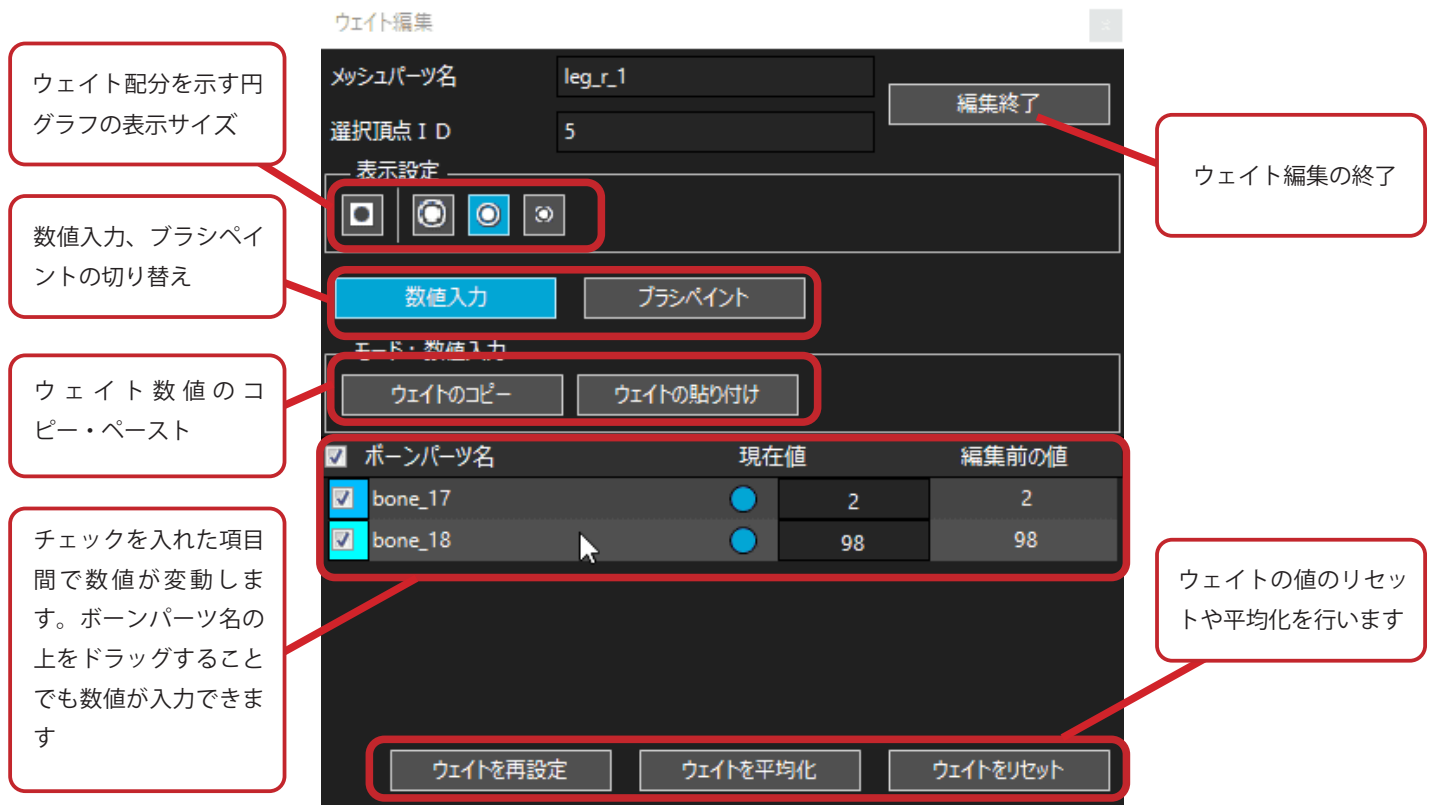 ウェイト編集
メッシュパーツ名
leg_r_1
編集終了
選択頂点ＩＤ
5
表示設定
数値入力
ブラシペイント
モード：数値入力
ウェイトのコピー
ウェイトの貼り付け
ボーンパーツ名
現在値
編集前の値
bone_17
2
2
bone_18
98
98
ウェイトを再設定
ウェイトを平均化
ウェイトをリセット
ウェイト配分を示す円
グラフの表示サイズ
数値入力、ブラシペイ
ントの切り替え
ウェイト数値のコ
ピー・ペースト
チェックを入れた項目
間で数値が変動しま
す。ボーンパーツ名の
上をドラッグすること
でも数値が入力できま
す
ウェイト編集の終了
ウェイトの値のリセッ
トや平均化を行います